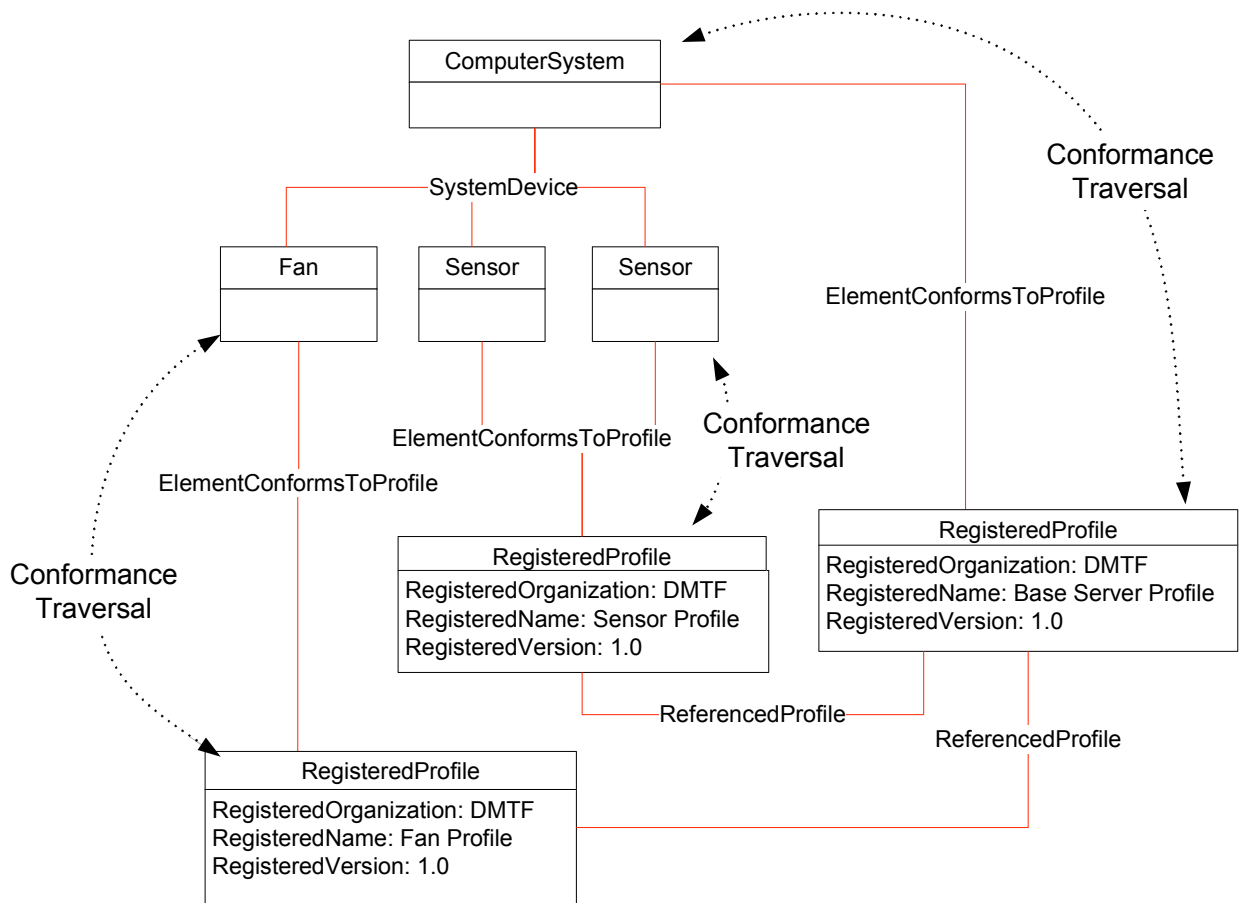 ComputerSystem
Conformance
Traversal
SystemDevice
Fan
Sensor
Sensor
ElementConformsToProfile
Conformance
Traversal
ElementConformsToProfile
ElementConformsToProfile
RegisteredProfile
RegisteredOrganization: DMTF
RegisteredName: Base Server Profile
RegisteredVersion: 1.0
RegisteredProfile
RegisteredOrganization: DMTF
RegisteredName: Sensor Profile
RegisteredVersion: 1.0
Conformance
Traversal
ReferencedProfile
ReferencedProfile
RegisteredProfile
RegisteredOrganization: DMTF
RegisteredName: Fan Profile
RegisteredVersion: 1.0